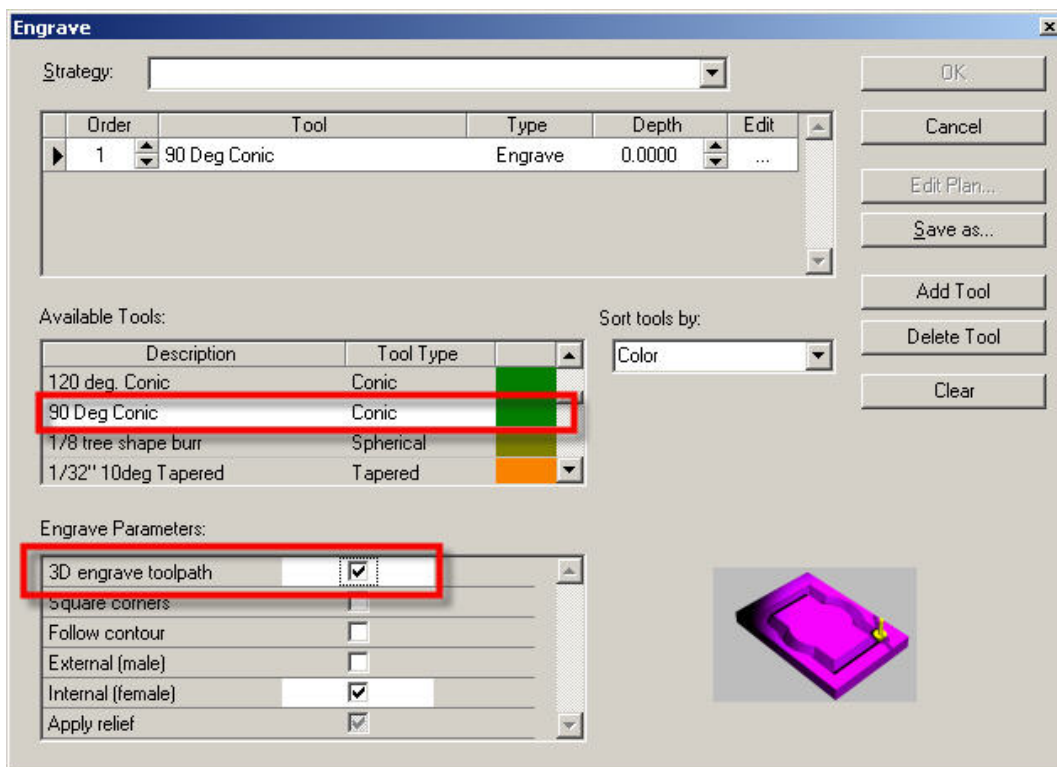 Engrave
Strategy:
OK
Order Tool Type Depth Edit
1 90 Deg Conic Engrave 0.0000 ...
Cancel
Edit Plan...
Save as...
Available Tools:
Sort tools by:
Add Tool
Description Tool Type
Color
Delete Tool
120 deg. Conic Conic
90 Deg Conic Conic
Clear
1/8 tree shape burr Spherical
1/32" 10deg Tapered Tapered
Engrave Parameters:
3D engrave toolpath
Square corners
Follow contour
External (male)
Internal (female)
Apply relief